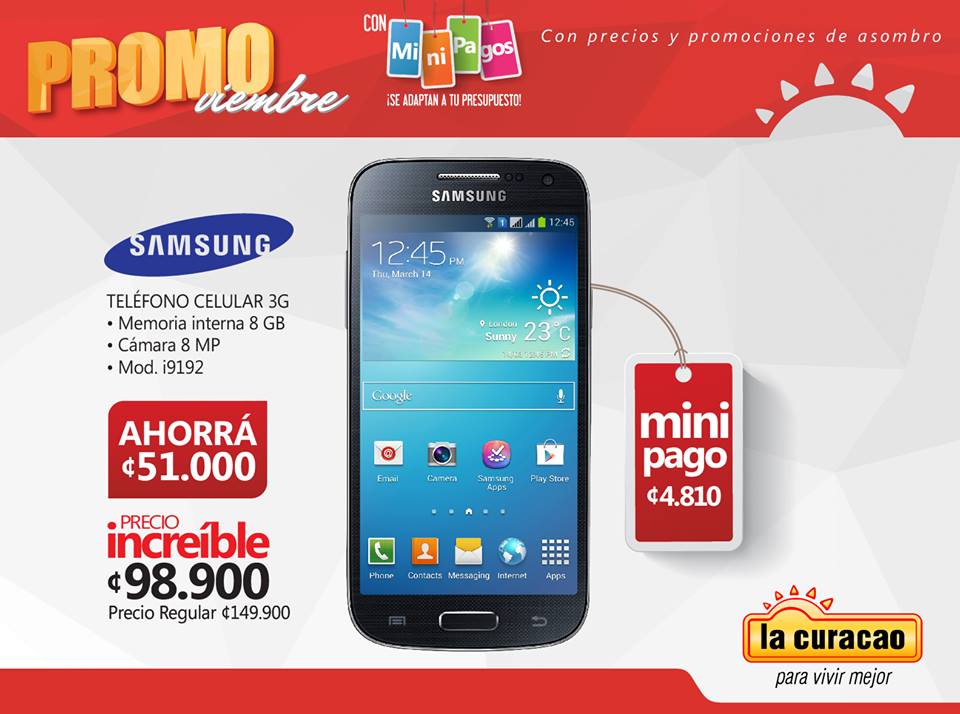 PROMO
viembre
CON
Mini Pagos
¡SE ADAPTAN A TU PRESUPUESTO!
Con precios y promociones de asombro
SAMSUNG
TELÉFONO CELULAR 3G
• Memoria interna 8 GB
• Cámara 8 MP
• Mod. i9192
AHORRÁ
¢51.000
PRECIO
increíble
¢98.900
Precio Regular ¢149.900
SAMSUNG
1 12:45
12:45 PM
Thu, March 14
London
Sunny 23°C
Google
Email Camera Samsung Apps Play Store
Phone Contacts Messaging Internet Apps
mini
pago
¢4.810
la curacao
para vivir mejor